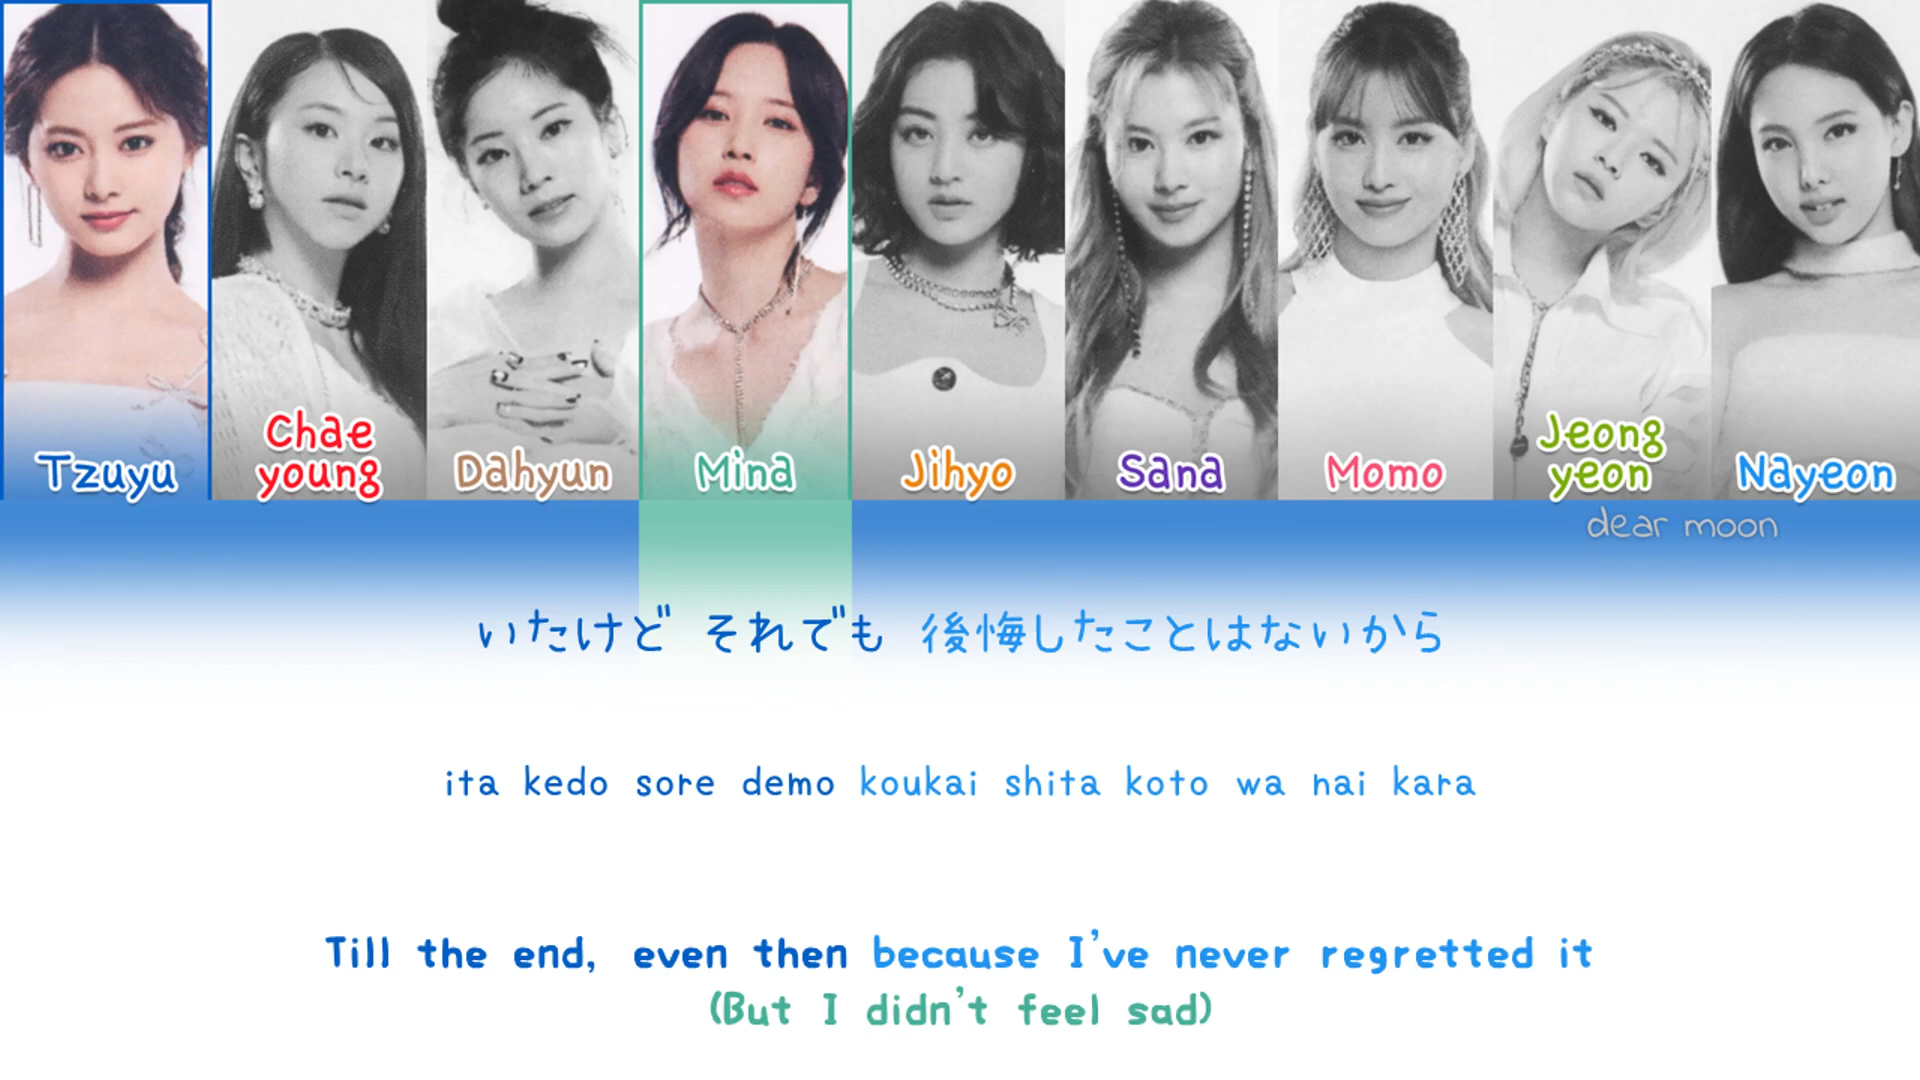 Tzuyu
Chae
young
Dahyun
Mina
Jihyo
Sana
Momo
Jeong
yeon
Nayeon
dear moon
いたけど それでも 後悔したことはないから
ita kedo sore demo koukai shita koto wa nai kara
Till the end, even then because I've never regretted it
(But I didn't feel sad)